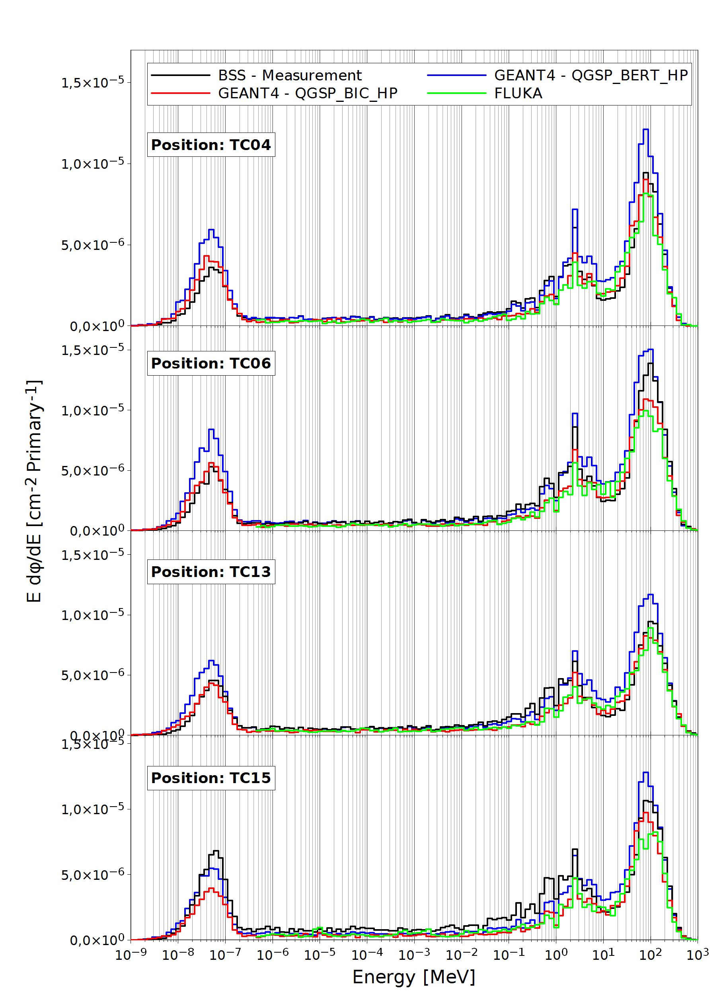 BSS - Measurement
GEANT4 - QGSP_BERT_HP
GEANT4 - QGSP_BIC_HP
FLUKA
1,5×10⁻⁵
Position: TC04
1,0×10⁻⁵
5,0×10⁻⁶
0,0×10⁰
1,5×10⁻⁵
Position: TC06
1,0×10⁻⁵
5,0×10⁻⁶
0,0×10⁰
E dφ/dE [cm-2 Primary-1]
1,5×10⁻⁵
Position: TC13
1,0×10⁻⁵
5,0×10⁻⁶
0,0×10⁰
1,5×10⁻⁵
Position: TC15
1,0×10⁻⁵
5,0×10⁻⁶
0,0×10⁰
10⁻⁹ 10⁻⁸ 10⁻⁷ 10⁻⁶ 10⁻⁵ 10⁻⁴ 10⁻³ 10⁻² 10⁻¹ 10⁰ 10¹ 10² 10³
Energy [MeV]